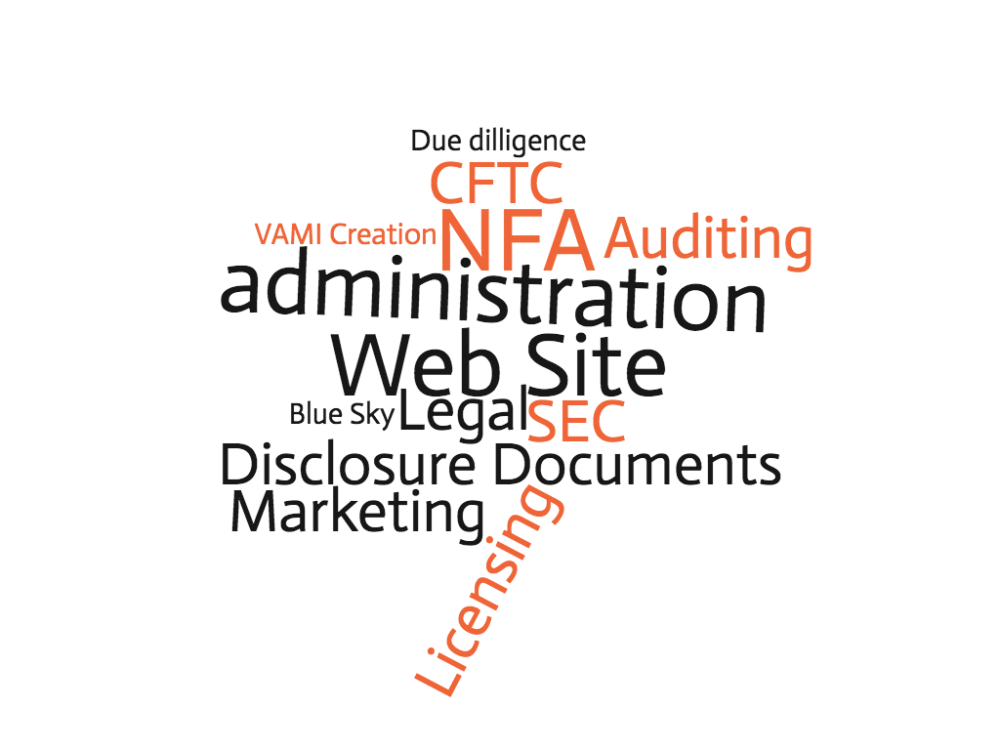 Due dilligence
CFTC
VAMI Creation NFA Auditing
administration
Web Site
Blue Sky Legal SEC
Disclosure Documents
Marketing
Licensing